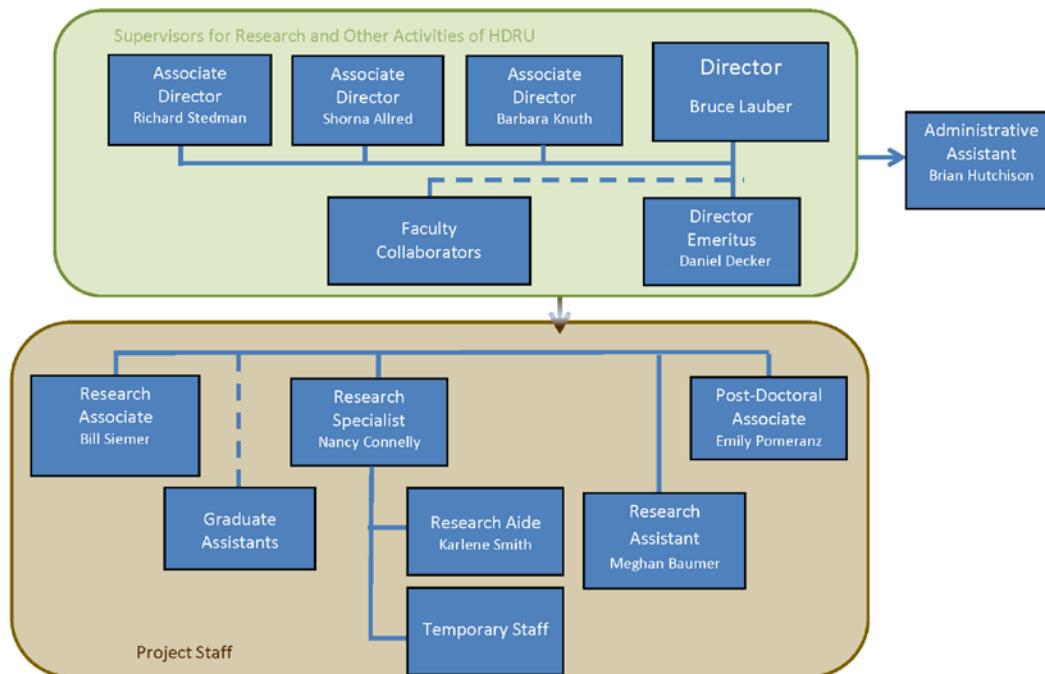 Supervisors for Research and Other Activities of HDRU
Associate
Director
Richard Stedman
Associate
Director
Shorna Allred
Associate
Director
Barbara Knuth
Director
Bruce Lauber
Administrative
Assistant
Brian Hutchison
Faculty
Collaborators
Director
Emeritus
Daniel Decker
Research
Associate
Bill Siemer
Research
Specialist
Nancy Connelly
Post-Doctoral
Associate
Emily Pomeranz
Graduate
Assistants
Research Aide
Karlene Smith
Research
Assistant
Meghan Baumer
Temporary Staff
Project Staff